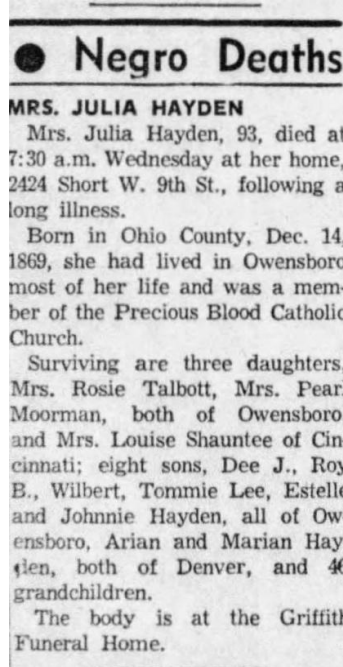 ● Negro Deaths
MRS. JULIA HAYDEN
Mrs. Julia Hayden, 93, died at
7:30 a.m. Wednesday at her home,
2424 Short W. 9th St., following a
long illness.
Born in Ohio County, Dec. 14,
1869, she had lived in Owensboro
most of her life and was a mem-
ber of the Precious Blood Catholic
Church.
Surviving are three daughters,
Mrs. Rosie Talbott, Mrs. Pearl
Moorman, both of Owensboro
and Mrs. Louise Shauntee of Cin-
cinnati; eight sons, Dee J., Roy
B., Wilbert, Tommie Lee, Estelle
and Johnnie Hayden, all of Ow-
ensboro, Arian and Marian Hay-
den, both of Denver, and
grandchildren.
The body is at the Griffith
Funeral Home.